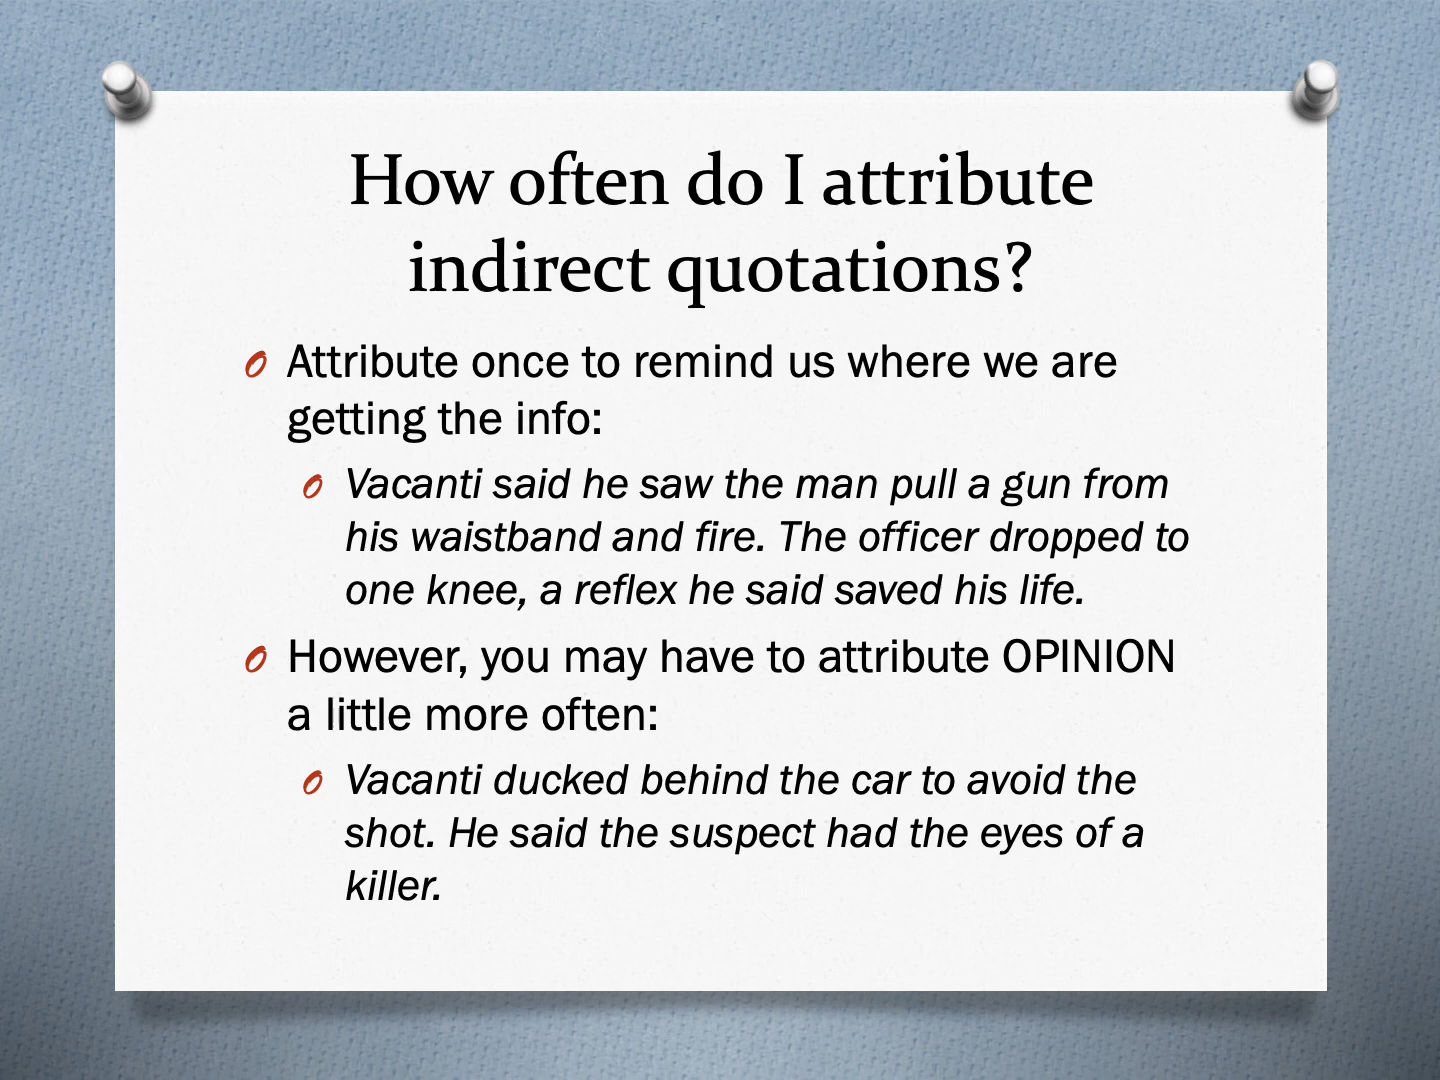 How often do I attribute
indirect quotations?
Attribute once to remind us where we are
getting the info:
Vacanti said he saw the man pull a gun from
his waistband and fire. The officer dropped to
one knee, a reflex he said saved his life.
However, you may have to attribute OPINION
a little more often:
Vacanti ducked behind the car to avoid the
shot. He said the suspect had the eyes of a
killer.